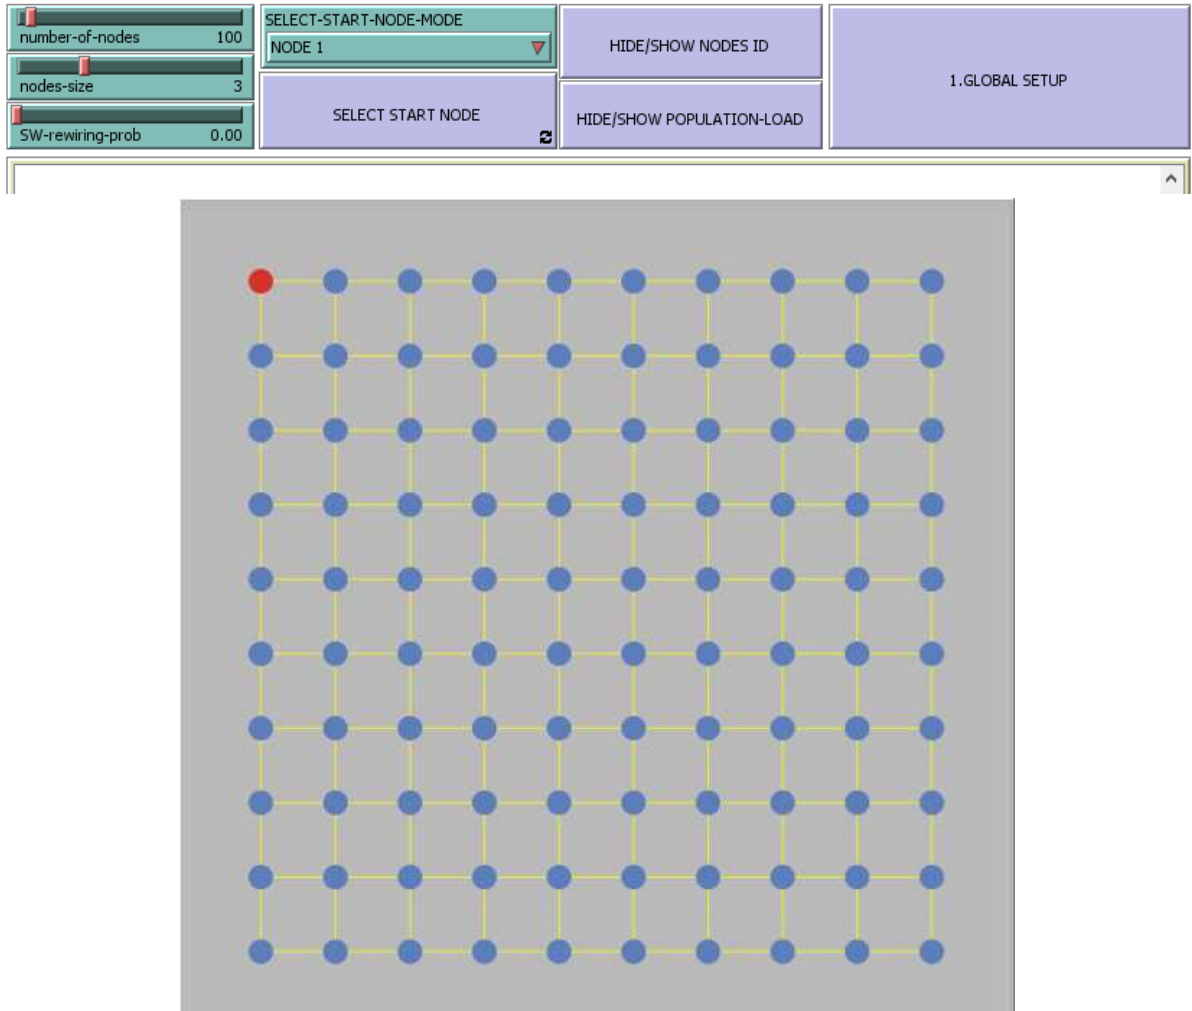 number-of-nodes 100
nodes-size 3
SW-rewiring-prob 0.00
SELECT-START-NODE-MODE
NODE 1
SELECT START NODE
HIDE/SHOW NODES ID
HIDE/SHOW POPULATION-LOAD
1.GLOBAL SETUP